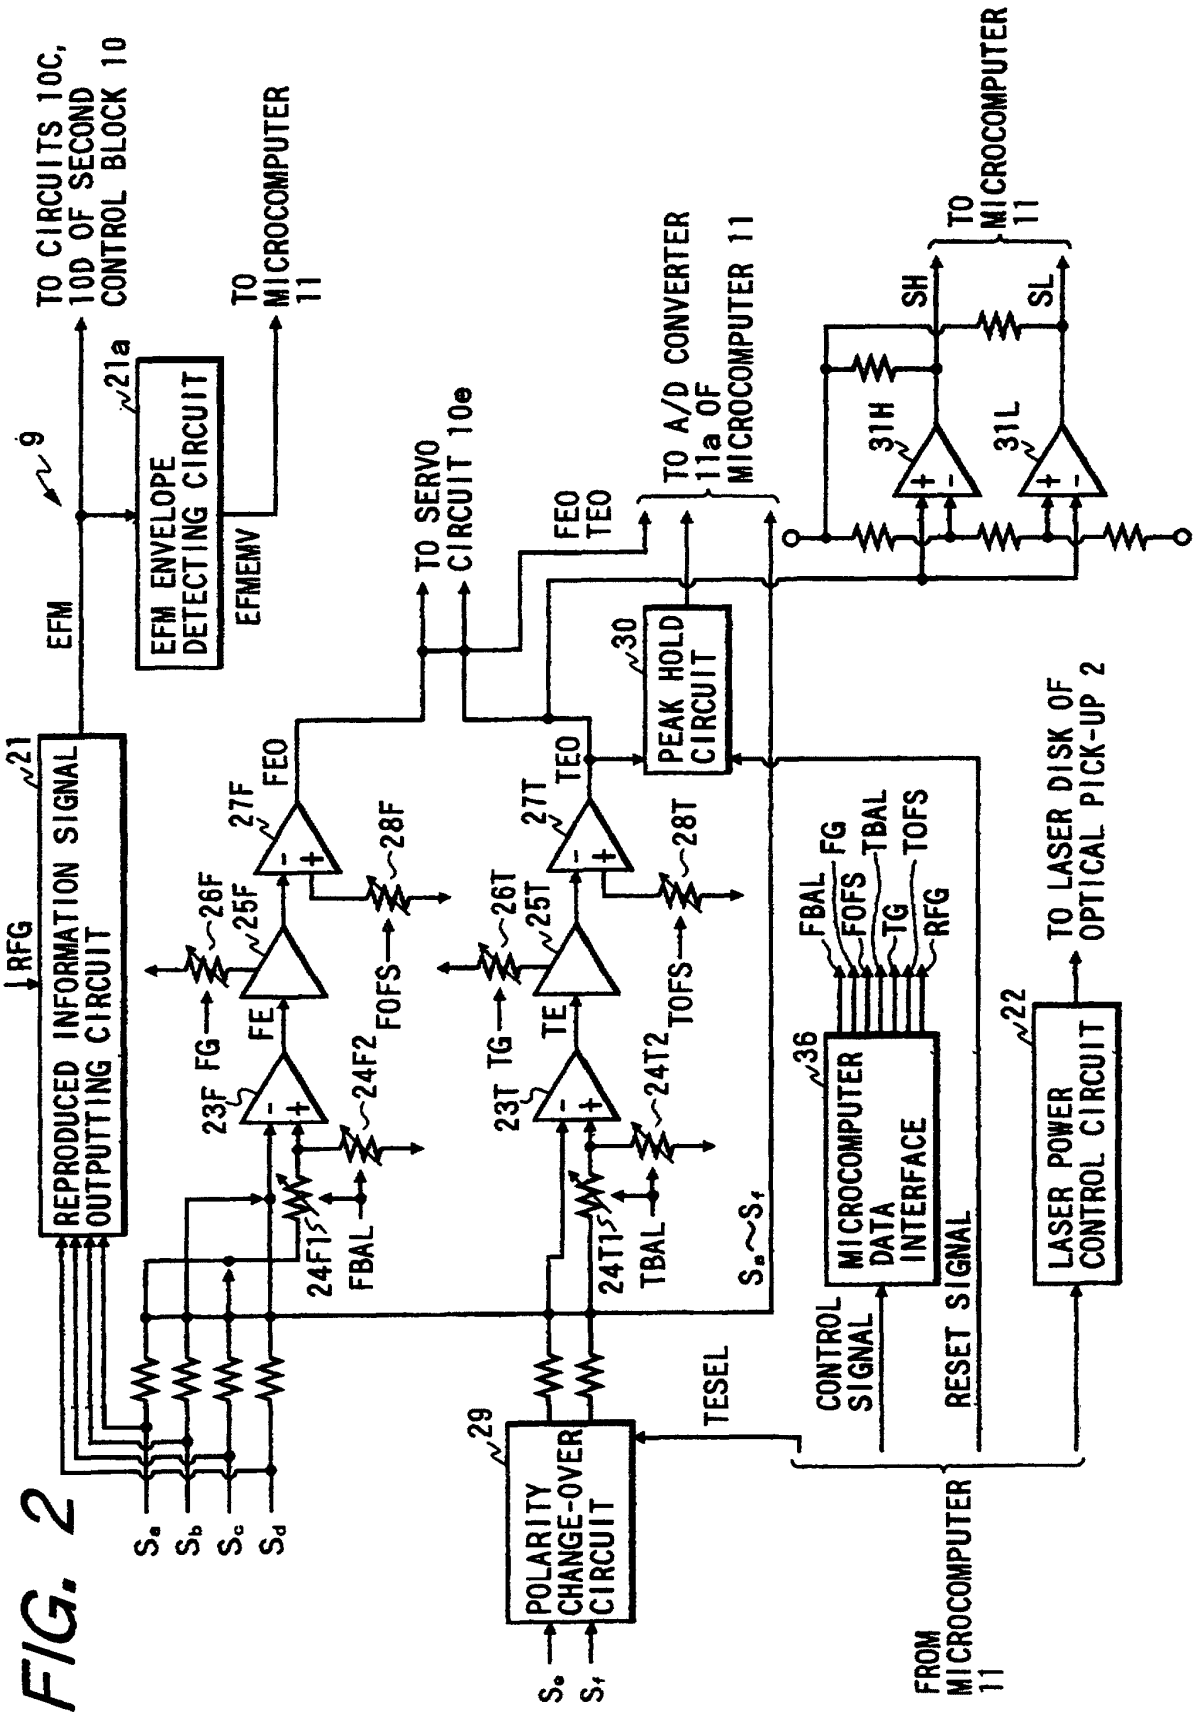 FIG. 2
9
TO CIRCUITS 10C,
10D OF SECOND
CONTROL BLOCK 10
EFM
21a
EFM ENVELOPE
DETECTING CIRCUIT
EFMEMV
TO
MICROCOMPUTER
11
RFG
21
REPRODUCED INFORMATION SIGNAL
OUTPUTTING CIRCUIT
Sa
Sb
Sc
Sd
23F
FE
FG
26F
25F
27F
FEO
24F1
24F2
FBAL
FOFS
28F
TO SERVO
CIRCUIT 10e
Se
Sf
POLARITY
CHANGE-OVER
CIRCUIT
29
23T
TE
TG
26T
25T
27T
TEO
24T1
24T2
TBAL
TOFS
28T
FEO
TEO
30
PEAK HOLD
CIRCUIT
TO A/D CONVERTER
11a OF
MICROCOMPUTER 11
Sa~Sf
TESEL
CONTROL
SIGNAL
36
MICROCOMPUTER
DATA
INTERFACE
FBAL
FG
FOFS
TBAL
TG
TOFS
RFG
RESET SIGNAL
31H
31L
SH
SL
TO
MICROCOMPUTER
11
FROM
MICROCOMPUTER
11
22
LASER POWER
CONTROL CIRCUIT
TO LASER DISK OF
OPTICAL PICK-UP 2
- +
- +
- +
- +
+ -
+ -